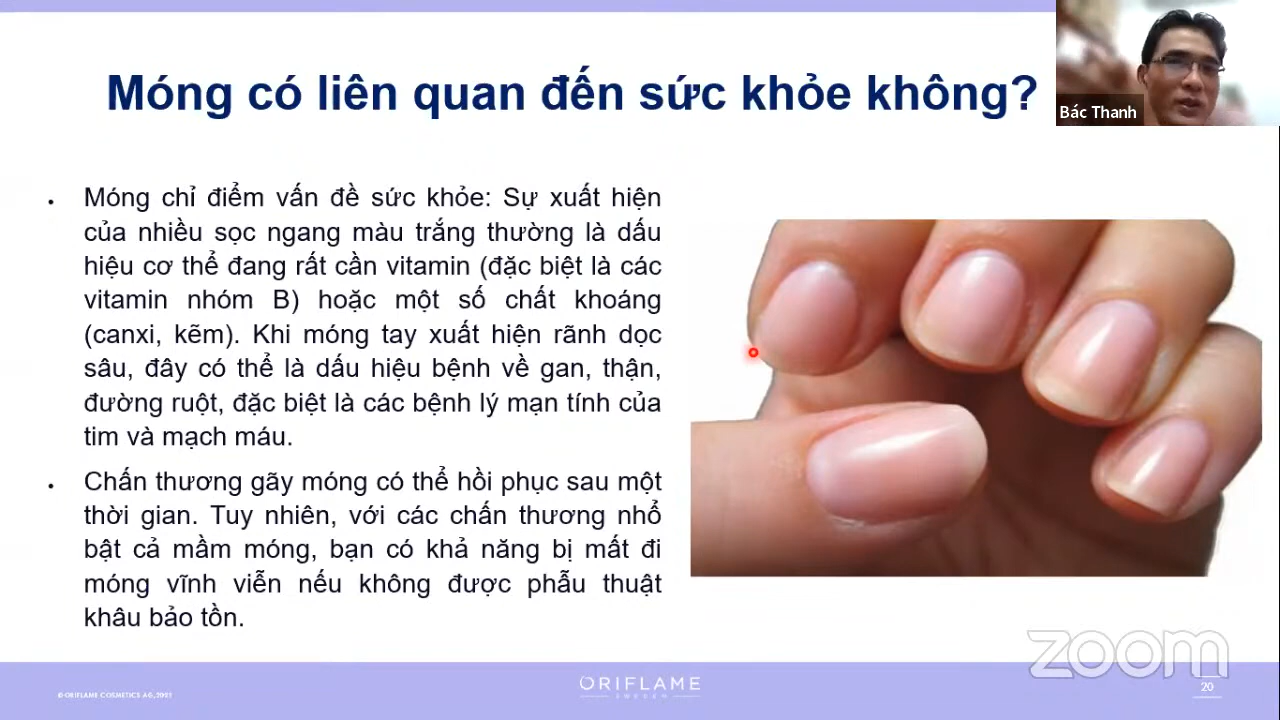 Móng có liên quan đến sức khỏe không?
Bác Thanh
• Móng chỉ điểm vấn đề sức khỏe: Sự xuất hiện
của nhiều sọc ngang màu trắng thường là dấu
hiệu cơ thể đang rất cần vitamin (đặc biệt là các
vitamin nhóm B) hoặc một số chất khoáng
(canxi, kẽm). Khi móng tay xuất hiện rãnh dọc
sâu, đây có thể là dấu hiệu bệnh về gan, thận,
đường ruột, đặc biệt là các bệnh lý mạn tính của
tim và mạch máu.
• Chấn thương gãy móng có thể hồi phục sau một
thời gian. Tuy nhiên, với các chấn thương nhổ
bật cả mầm móng, bạn có khả năng bị mất đi
móng vĩnh viễn nếu không được phẫu thuật
khâu bảo tồn.
zoom
©ORIFLAME COSMETICS AG,
ORIFLAME
SWEDEN
20